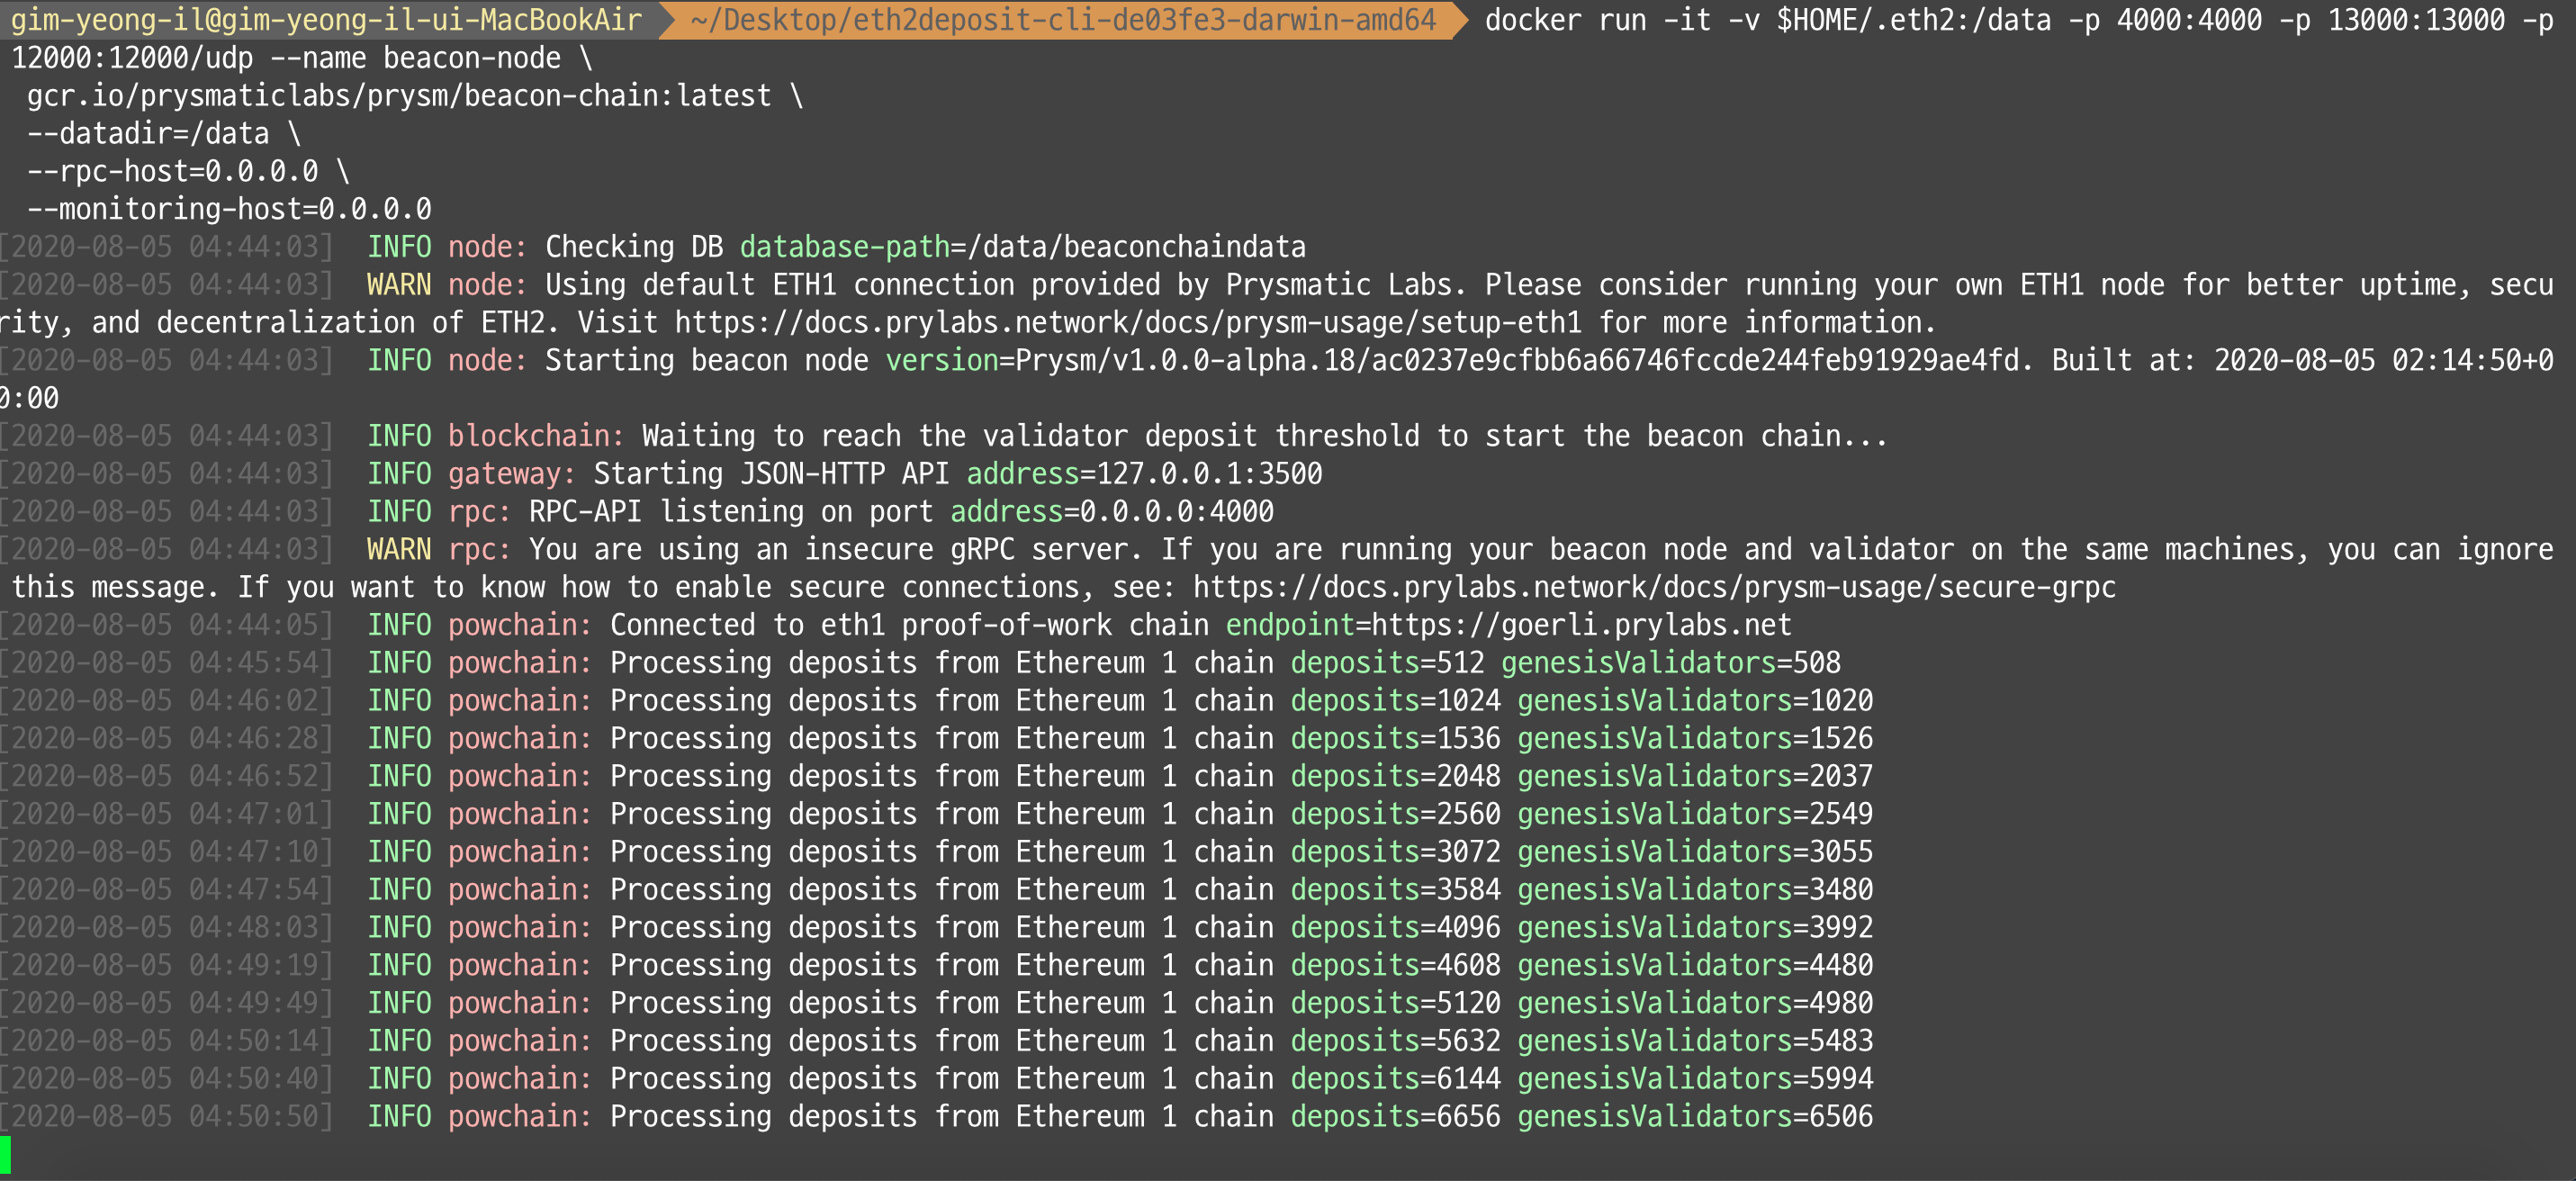 gim-yeong-il@gim-yeong-il-ui-MacBookAir ~/Desktop/eth2deposit-cli-de03fe3-darwin-amd64 docker run -it -v $HOME/.eth2:/data -p 4000:4000 -p 13000:13000 -p
12000:12000/udp --name beacon-node \
gcr.io/prysmaticlabs/prysm/beacon-chain:latest \
--datadir=/data \
--rpc-host=0.0.0.0 \
--monitoring-host=0.0.0.0
[2020-08-05 04:44:03] INFO node: Checking DB database-path=/data/beaconchaindata
[2020-08-05 04:44:03] WARN node: Using default ETH1 connection provided by Prysmatic Labs. Please consider running your own ETH1 node for better uptime, secu
rity, and decentralization of ETH2. Visit https://docs.prylabs.network/docs/prysm-usage/setup-eth1 for more information.
[2020-08-05 04:44:03] INFO node: Starting beacon node version=Prysm/v1.0.0-alpha.18/ac0237e9cfbb6a66746fccde244feb91929ae4fd. Built at: 2020-08-05 02:14:50+0
0:00
[2020-08-05 04:44:03] INFO blockchain: Waiting to reach the validator deposit threshold to start the beacon chain...
[2020-08-05 04:44:03] INFO gateway: Starting JSON-HTTP API address=127.0.0.1:3500
[2020-08-05 04:44:03] INFO rpc: RPC-API listening on port address=0.0.0.0:4000
[2020-08-05 04:44:03] WARN rpc: You are using an insecure gRPC server. If you are running your beacon node and validator on the same machines, you can ignore
this message. If you want to know how to enable secure connections, see: https://docs.prylabs.network/docs/prysm-usage/secure-grpc
[2020-08-05 04:44:05] INFO powchain: Connected to eth1 proof-of-work chain endpoint=https://goerli.prylabs.net
[2020-08-05 04:45:54] INFO powchain: Processing deposits from Ethereum 1 chain deposits=512 genesisValidators=508
[2020-08-05 04:46:02] INFO powchain: Processing deposits from Ethereum 1 chain deposits=1024 genesisValidators=1020
[2020-08-05 04:46:28] INFO powchain: Processing deposits from Ethereum 1 chain deposits=1536 genesisValidators=1526
[2020-08-05 04:46:52] INFO powchain: Processing deposits from Ethereum 1 chain deposits=2048 genesisValidators=2037
[2020-08-05 04:47:01] INFO powchain: Processing deposits from Ethereum 1 chain deposits=2560 genesisValidators=2549
[2020-08-05 04:47:10] INFO powchain: Processing deposits from Ethereum 1 chain deposits=3072 genesisValidators=3055
[2020-08-05 04:47:54] INFO powchain: Processing deposits from Ethereum 1 chain deposits=3584 genesisValidators=3480
[2020-08-05 04:48:03] INFO powchain: Processing deposits from Ethereum 1 chain deposits=4096 genesisValidators=3992
[2020-08-05 04:49:19] INFO powchain: Processing deposits from Ethereum 1 chain deposits=4608 genesisValidators=4480
[2020-08-05 04:49:49] INFO powchain: Processing deposits from Ethereum 1 chain deposits=5120 genesisValidators=4980
[2020-08-05 04:50:14] INFO powchain: Processing deposits from Ethereum 1 chain deposits=5632 genesisValidators=5483
[2020-08-05 04:50:40] INFO powchain: Processing deposits from Ethereum 1 chain deposits=6144 genesisValidators=5994
[2020-08-05 04:50:50] INFO powchain: Processing deposits from Ethereum 1 chain deposits=6656 genesisValidators=6506